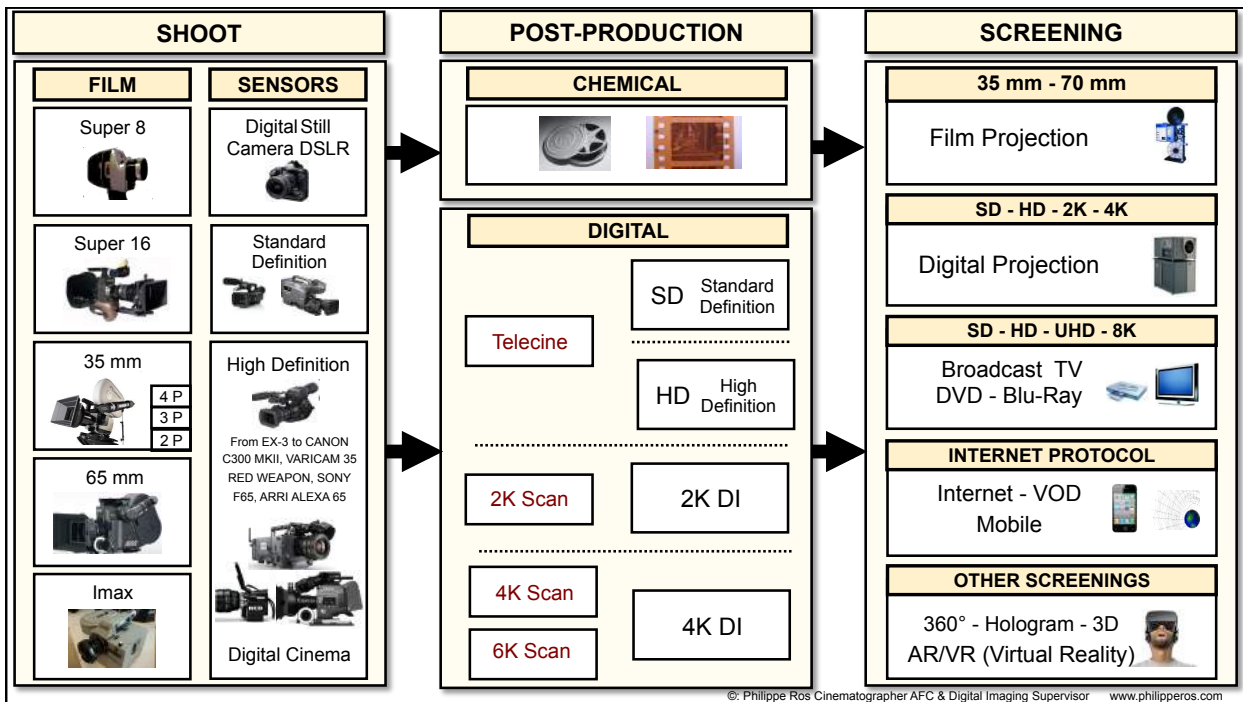 SHOOT
FILM
Super 8
Super 16
35 mm
4 P
3 P
2 P
65 mm
Imax
SENSORS
Digital Still
Camera DSLR
Standard
Definition
High Definition
From EX-3 to CANON
C300 MKII, VARICAM 35
RED WEAPON, SONY
F65, ARRI ALEXA 65
Digital Cinema
POST-PRODUCTION
CHEMICAL
DIGITAL
Telecine
SD Standard
Definition
HD High
Definition
2K Scan
2K DI
4K Scan
6K Scan
4K DI
SCREENING
35 mm - 70 mm
Film Projection
SD - HD - 2K - 4K
Digital Projection
SD - HD - UHD - 8K
Broadcast TV
DVD - Blu-Ray
INTERNET PROTOCOL
Internet - VOD
Mobile
OTHER SCREENINGS
360° - Hologram - 3D
AR/VR (Virtual Reality)
©: Philippe Ros Cinematographer AFC & Digital Imaging Supervisor www.philipperos.com